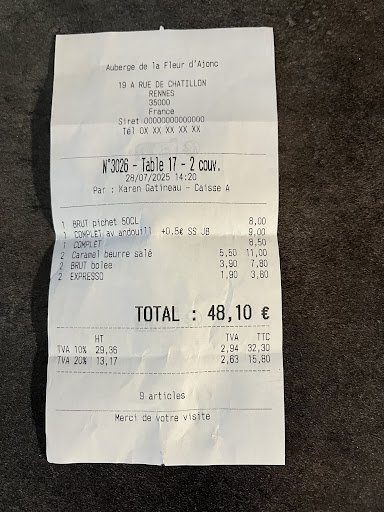 Auberge de la Fleur d'Ajonc
19 A RUE DE CHATILLON
RENNES
35000
France
Siret 00000000000000
Tél 0X XX XX XX XX
N°3026 - Table 17 - 2 couv.
28/07/2025 14:20
Par : Karen Gatineau - Caisse A
1 BRUT pichet 50CL 8,00
1 COMPLET av andouill +0.5€ SS JB 9,00
1 COMPLET 8,50
2 Caramel beurre salé 5,50 11,00
2 BRUT bolee 3,90 7,80
2 EXPRESSO 1,90 3,80
TOTAL : 48,10 €
HT TVA TTC
TVA 10% 29,36 2,94 32,30
TVA 20% 13,17 2,63 15,80
9 articles
Merci de votre visite